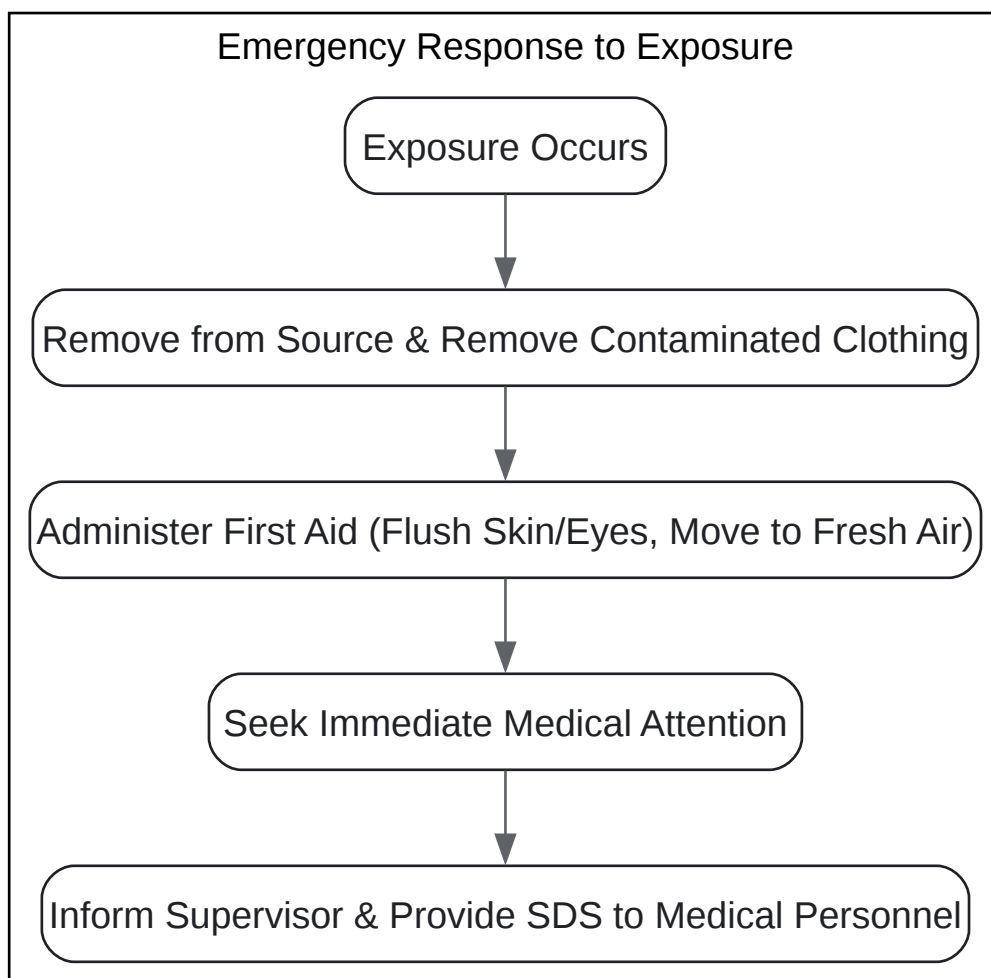 Emergency Response to Exposure
Exposure Occurs
Remove from Source & Remove Contaminated Clothing
Administer First Aid (Flush Skin/Eyes, Move to Fresh Air)
Seek Immediate Medical Attention
Inform Supervisor & Provide SDS to Medical Personnel